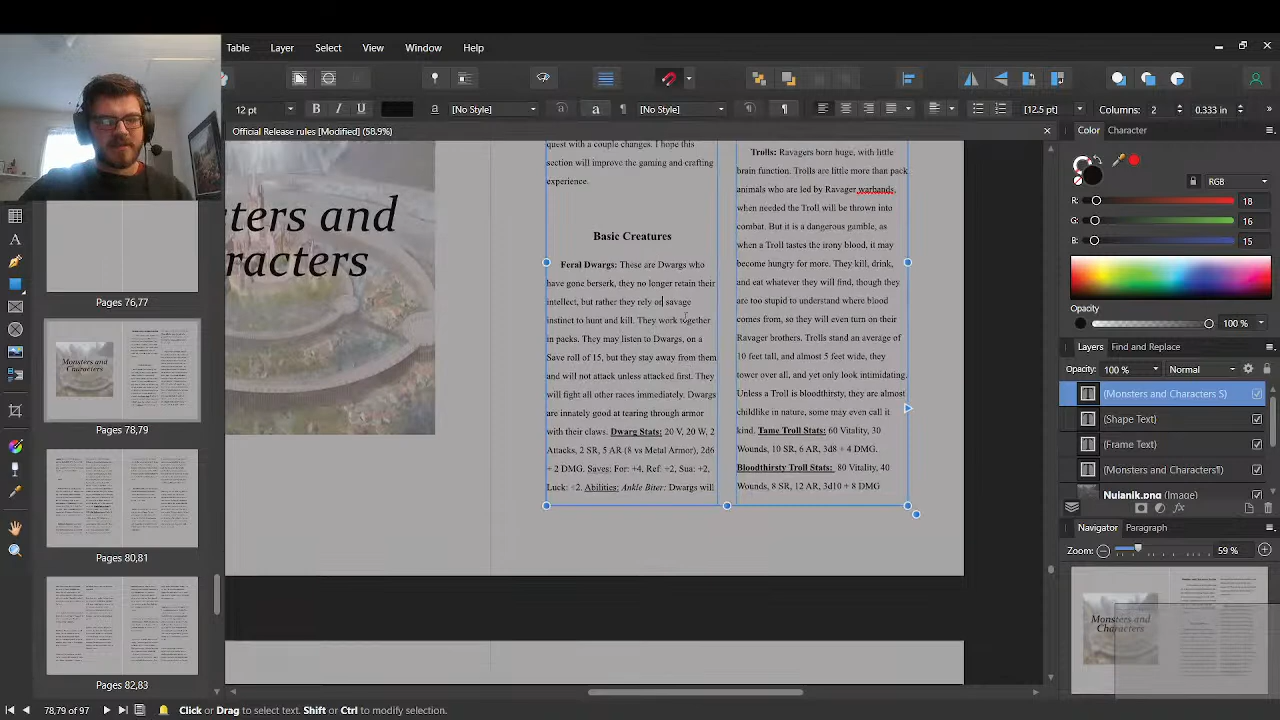 Table Layer Select View Window Help
12 pt B I U a [No Style] a a ¶ [No Style] ¶ ¶ [12.5 pt] Columns: 2 0.333 in
Official Release rules [Modified] (58.9%)
Color Character
RGB
R: 18
G: 16
B: 15
Opacity 100 %
Layers Effects Help Find and Replace
Opacity: 100 % Normal
(Monsters and Characters S)
(Shape Text)
(Frame Text)
(Monsters and Characters
Nulanik.png (Image)
Navigator Paragraph
Zoom: 59 %
Monsters and
Characters
Pages 76,77
Monsters and
Characters
Pages 78,79
Pages 80,81
Pages 82,83
sters and
racters
quest with a couple changes. I hope this
section will improve the gaming and crafting
experience.
Basic Creatures
Feral Dwargs: These are Dwargs who
have gone berserk, they no longer retain their
intellect, but rather they rely on savage
instinct to hunt and kill. They work together
in packs. They may listen to Dwargs, on a
Save roll of 15, but they stay away from them
and will not attack unless attacked first. They
will fight all other races immediately. Dwargs
are innately good at tearing through armor
with their claws. Dwarg Stats: 20 V, 20 W, 2
Attacks, 2 SR, 5 AR (8 vs Metal Armor), 2d6
+ 2 DMG. Saves: For: +4, Ref: +2, Sua: +2,
Luck: +2. Abilities: Ankle Biter: Dwargs will
Trolls: Ravagers born huge, with little
brain function. Trolls are little more than pack
animals who are led by Ravager warbands,
when needed the Troll will be thrown into
combat. But it is a dangerous gamble, as
when a Troll tastes the irony blood, it may
become hungry for more. They kill, drink,
and eat whatever they will find, though they
are too stupid to understand where blood
comes from, so they will even turn on their
Ravager brothers. Trolls stand an average of
10 feet tall, and almost 5 feet wide, they
tower over all, and yet only look intimidating.
Unless a Troll is bloodthirsty, they are almost
childlike in nature, some may even call it
kind. Tame Troll Stats: 60 Vitality, 30
Wounds, 10 SR, 6 AR, 3d8 + 4 DMG.
Bloodthirsty Troll Stats: 80 Vitality, 40
Wounds, 8 SR, 12 AR, 3d10 + 8 DMG
78,79 of 97 Click or Drag to select text. Shift or Ctrl to modify selection.